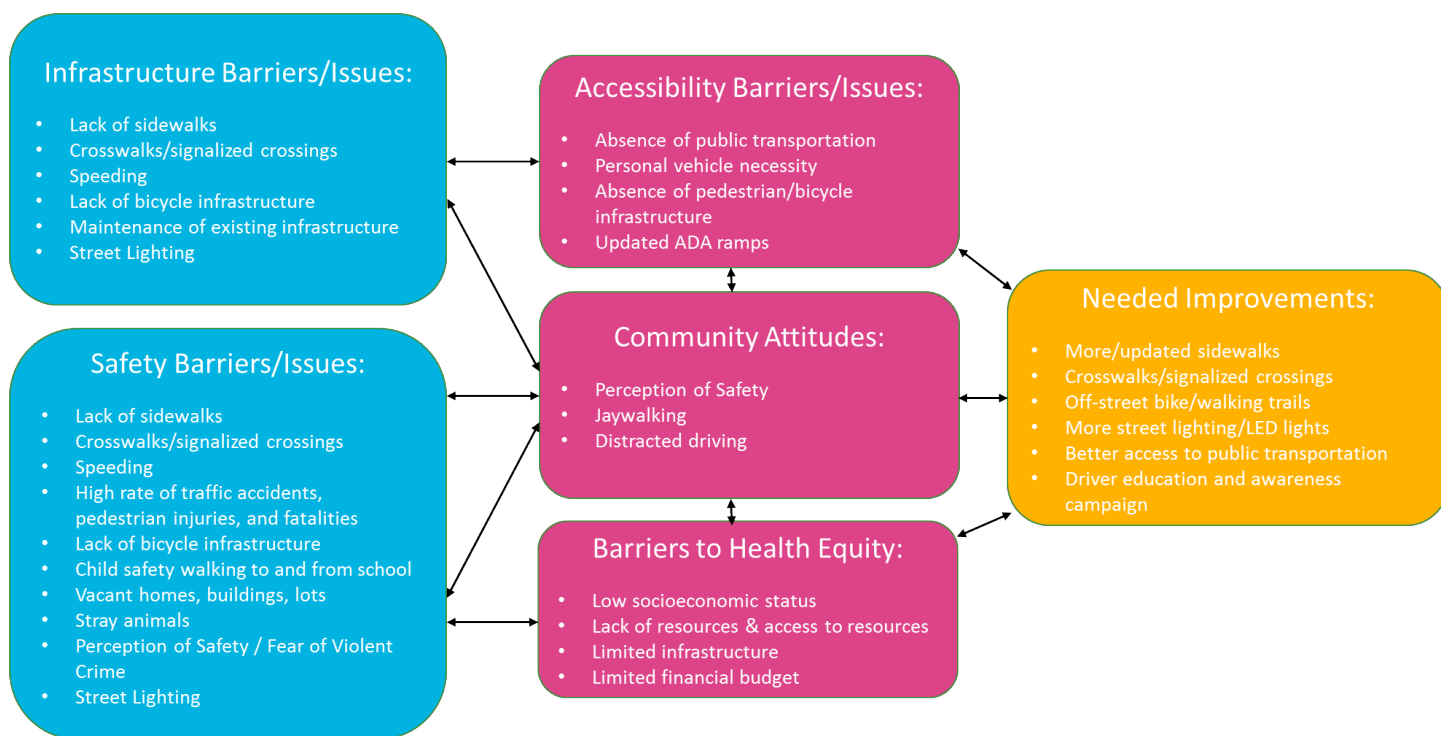 Infrastructure Barriers/Issues:
• Lack of sidewalks
• Crosswalks/signalized crossings
• Speeding
• Lack of bicycle infrastructure
• Maintenance of existing infrastructure
• Street Lighting
Safety Barriers/Issues:
• Lack of sidewalks
• Crosswalks/signalized crossings
• Speeding
• High rate of traffic accidents,
pedestrian injuries, and fatalities
• Lack of bicycle infrastructure
• Child safety walking to and from school
• Vacant homes, buildings, lots
• Stray animals
• Perception of Safety / Fear of Violent
Crime
• Street Lighting
Accessibility Barriers/Issues:
• Absence of public transportation
• Personal vehicle necessity
• Absence of pedestrian/bicycle
infrastructure
• Updated ADA ramps
Community Attitudes:
• Perception of Safety
• Jaywalking
• Distracted driving
Barriers to Health Equity:
• Low socioeconomic status
• Lack of resources & access to resources
• Limited infrastructure
• Limited financial budget
Needed Improvements:
• More/updated sidewalks
• Crosswalks/signalized crossings
• Off-street bike/walking trails
• More street lighting/LED lights
• Better access to public transportation
• Driver education and awareness
campaign